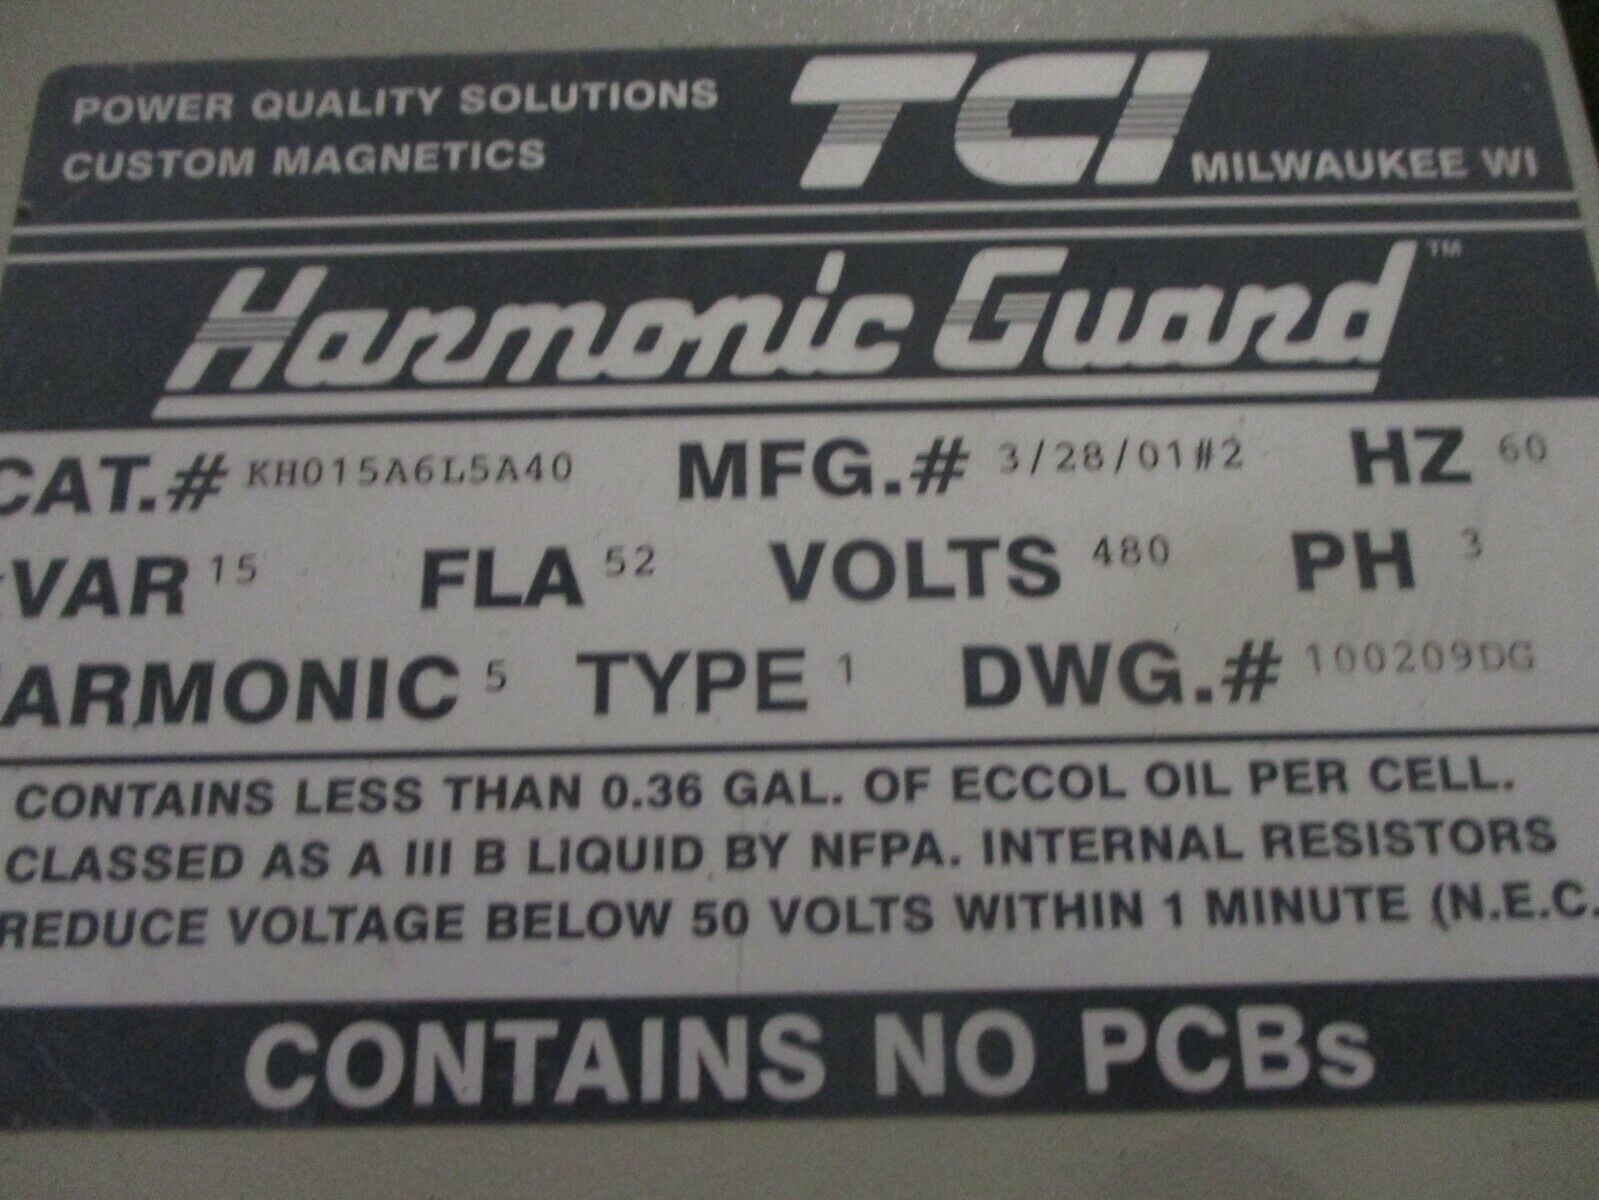 POWER QUALITY SOLUTIONS
CUSTOM MAGNETICS
TCI
MILWAUKEE WI
Harmonic Guard™
CAT.# KH015A6L5A40 MFG.# 3/28/01#2 HZ 60
VAR 15 FLA 52 VOLTS 480 PH 3
ARMONIC 5 TYPE 1 DWG.# 100209DG
CONTAINS LESS THAN 0.36 GAL. OF ECCOL OIL PER CELL.
CLASSED AS A III B LIQUID BY NFPA. INTERNAL RESISTORS
REDUCE VOLTAGE BELOW 50 VOLTS WITHIN 1 MINUTE (N.E.C.
CONTAINS NO PCBs